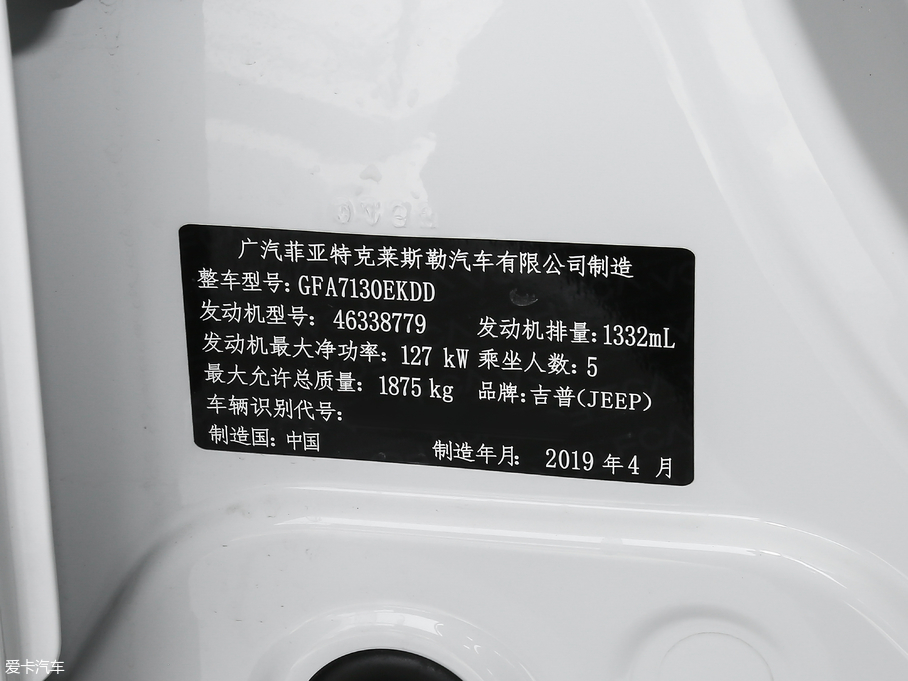 广汽菲亚特克莱斯勒汽车有限公司制造
整车型号：GFA7130EKDD
发动机型号： 46338779 发动机排量：1332mL
发动机最大净功率： 127 kW 乘坐人数：5
最大允许总质量： 1875 kg 品牌：吉普(JEEP)
车辆识别代号：
制造国：中国 制造年月： 2019 年 4 月
爱卡汽车